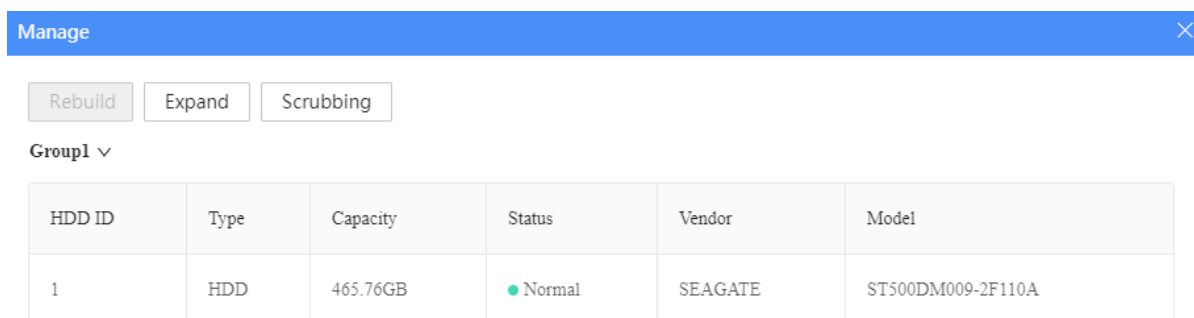 Manage
Rebuild Expand Scrubbing
Group1
HDD ID Type Capacity Status Vendor Model
1 HDD 465.76GB Normal SEAGATE ST500DM009-2F110A